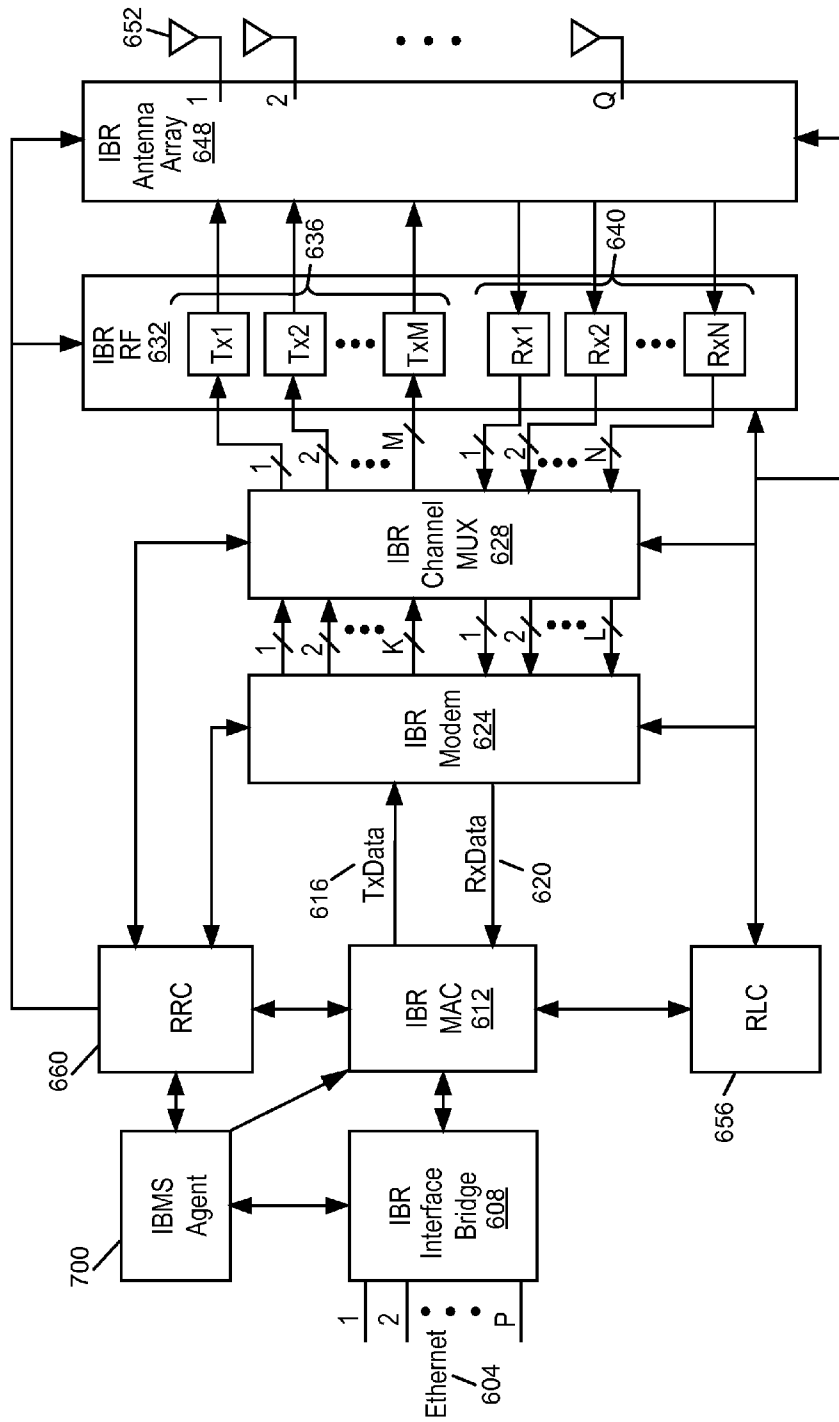 Ethernet
604
1
2
P
700
IBMS
Agent
IBR
Interface
Bridge
608
660
RRC
IBR
MAC
612
RLC
656
616
TxData
RxData
620
IBR
Modem
624
1
2
K
1
2
L
IBR
Channel
MUX
628
1
2
M
1
2
N
IBR
RF
632
Tx1
Tx2
TxM
636
Rx1
Rx2
RxN
640
IBR
Antenna
Array
648
1
2
Q
652